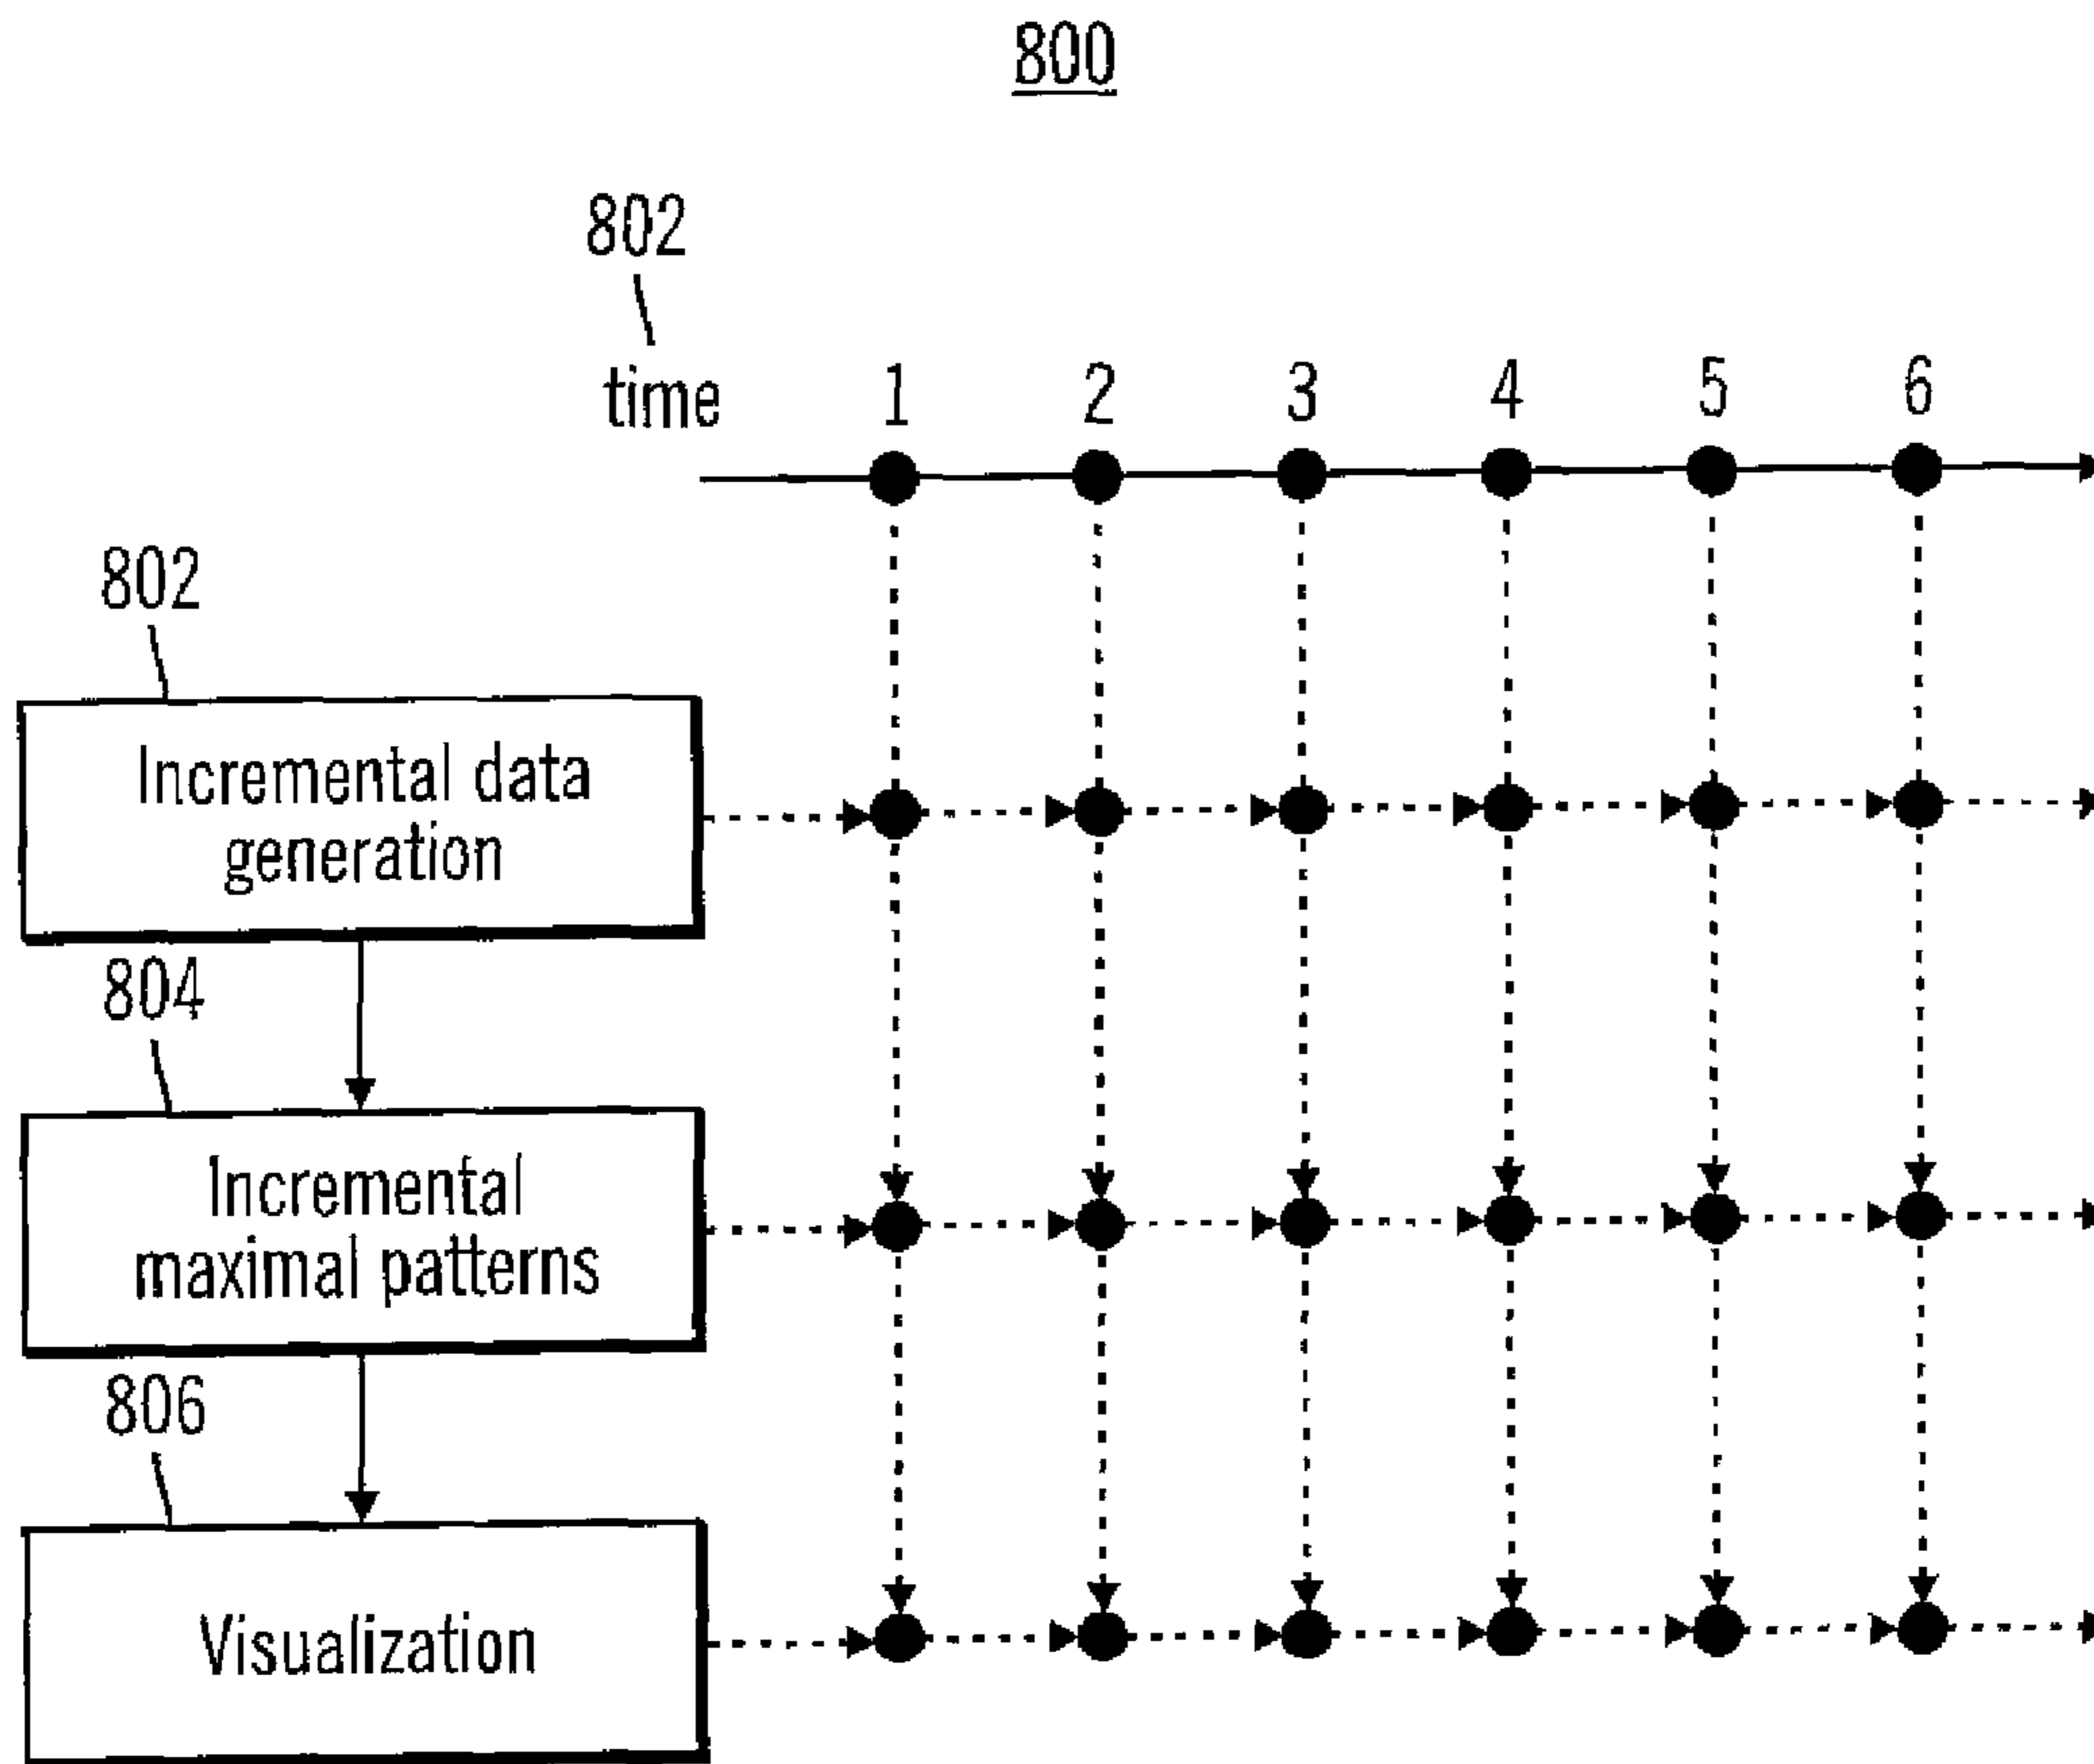 800
802
time 1 2 3 4 5 6
802
Incremental data
generation
804
Incremental
maximal patterns
806
Visualization